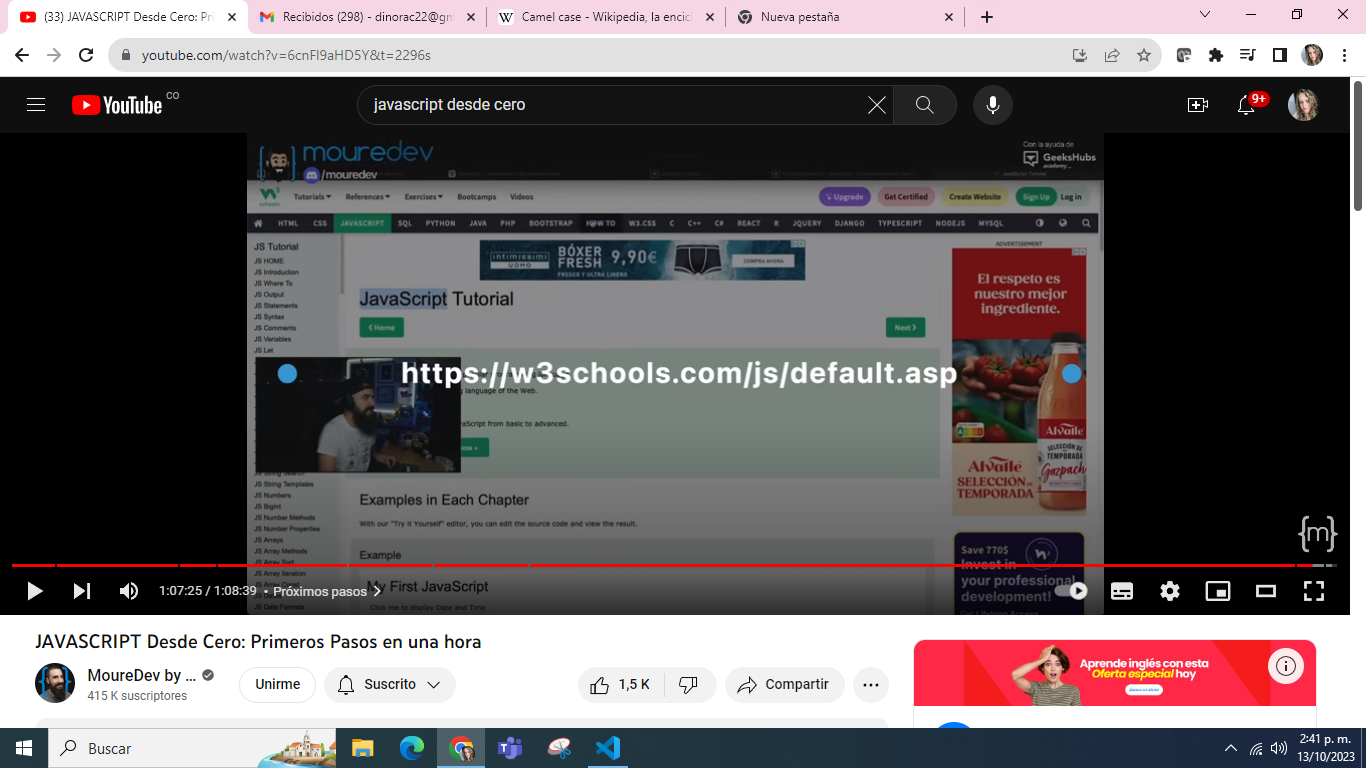 (33) JAVASCRIPT Desde Cero: Pri
Recibidos (298) - dinorac22@gm
Camel case - Wikipedia, la encicl
Nueva pestaña
youtube.com/watch?v=6cnFl9aHD5Y&t=2296s
YouTube CO
javascript desde cero
9+
mouredev
/mouredev
Con la ayuda de
GeeksHubs
academy_
Tutorials References Exercises Bootcamps Videos
Upgrade Get Certified Create Website Sign Up Log in
HTML CSS JAVASCRIPT SQL PYTHON JAVA PHP BOOTSTRAP HOW TO W3.CSS C C++ C# REACT R JQUERY DJANGO TYPESCRIPT NODEJS MYSQL
JS Tutorial
JS HOME
JS Introduction
JS Where To
JS Output
JS Statements
JS Syntax
JS Comments
JS Variables
JS Let
intimissimi
UOMO
BÓXER
FRESH 9,90€
FRESCO Y ULTRA LIGERO
COMPRA AHORA
JavaScript Tutorial
Home
Next
https://w3schools.com/js/default.asp
g language of the Web.
aScript from basic to advanced.
ow »
JS String Search
JS String Templates
JS Numbers
JS BigInt
JS Number Methods
JS Number Properties
JS Arrays
JS Array Methods
JS Array Sort
JS Array Iteration
JS Array Const
JS Date Formats
Examples in Each Chapter
With our "Try it Yourself" editor, you can edit the source code and view the result.
Example
My First JavaScript
Click me to display Date and Time
ADVERTISEMENT
El respeto es
nuestro mejor
ingrediente.
Alvalle
SELECCIÓN DE
TEMPORADA
Gazpach
Alvalle
SELECCIÓN DE
TEMPORADA
Save 770$
Invest in
your professional
development!
Get Lifelong Access
{m}
1:07:25 / 1:08:39 • Próximos pasos
JAVASCRIPT Desde Cero: Primeros Pasos en una hora
MoureDev by ...
415 K suscriptores
Unirme
Suscrito
1,5 K
Compartir
Aprende inglés con esta
Oferta especial hoy
Buscar
2:41 p. m.
13/10/2023